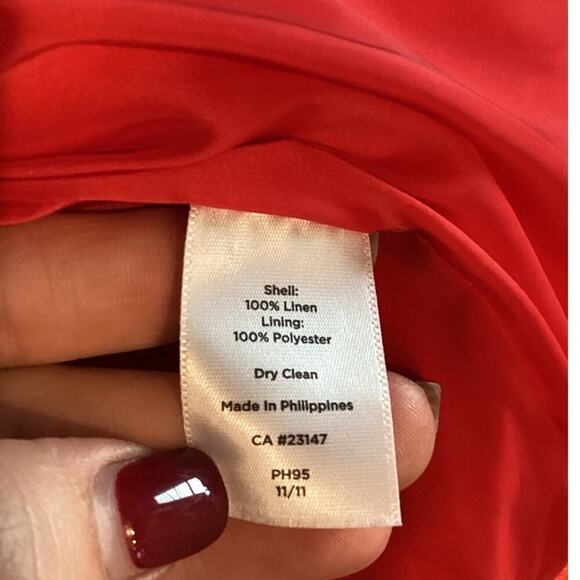 Shell:
100% Linen
Lining:
100% Polyester
Dry Clean
Made In Philippines
CA #23147
PH95
11/11